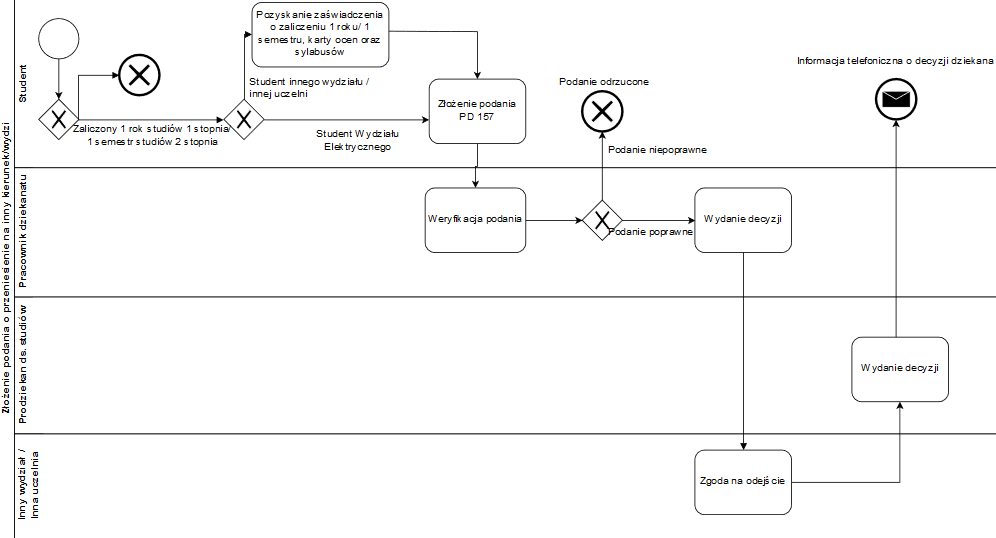 Złożenie podania o przeniesienie na inny kierunek/wydzi
Student
Pozyskanie zaświadczenia
o zaliczeniu 1 roku/ 1
semestru, karty ocen oraz
sylabusów
Zaliczony 1 rok studiów 1 stopnia/
1 semestr studiów 2 stopnia
Student innego wydziału /
innej uczelni
Student Wydziału
Elektrycznego
Złożenie podania
PD 157
Podanie odrzucone
Podanie niepoprawne
Informacja telefoniczna o decyzji dziekana
Pracownik dziekanatu
Weryfikacja podania
Podanie poprawne
Wydanie decyzji
Prodziekan ds. studiów
Wydanie decyzji
Inny wydział /
Inna uczelnia
Zgoda na odejście